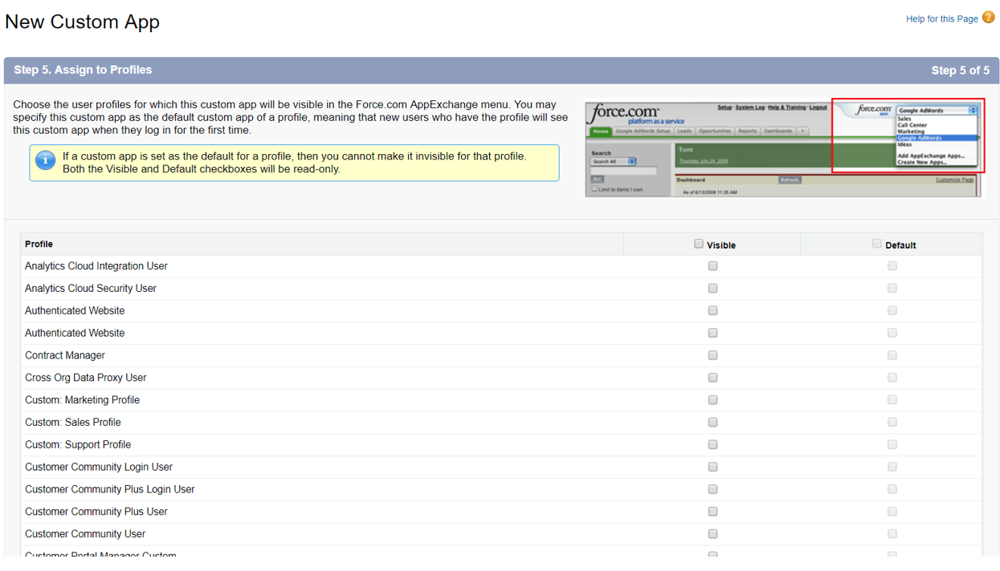 New Custom App
Help for this Page ?
Step 5. Assign to Profiles
Step 5 of 5
Choose the user profiles for which this custom app will be visible in the Force.com AppExchange menu. You may
specify this custom app as the default custom app of a profile, meaning that new users who have the profile will see
this custom app when they log in for the first time.
i
If a custom app is set as the default for a profile, then you cannot make it invisible for that profile.
Both the Visible and Default checkboxes will be read-only.
force.com
platform as a service
Setup · System Log · Help & Training · Logout
Home Google AdWords Setup Leads Opportunities Reports Dashboards
Search
Search All
Go!
Limit to items I own
Tom
Thursday July 24, 2008
Dashboard Refresh Customize Page
As of 6/13/2008 11:35 AM
force.com
apps
Google AdWords
Sales
Call Center
Marketing
Google AdWords
Ideas
Add AppExchange Apps...
Create New Apps...
Profile Visible Default
Analytics Cloud Integration User
Analytics Cloud Security User
Authenticated Website
Authenticated Website
Contract Manager
Cross Org Data Proxy User
Custom: Marketing Profile
Custom: Sales Profile
Custom: Support Profile
Customer Community Login User
Customer Community Plus Login User
Customer Community Plus User
Customer Community User
Customer Portal Manager Custom